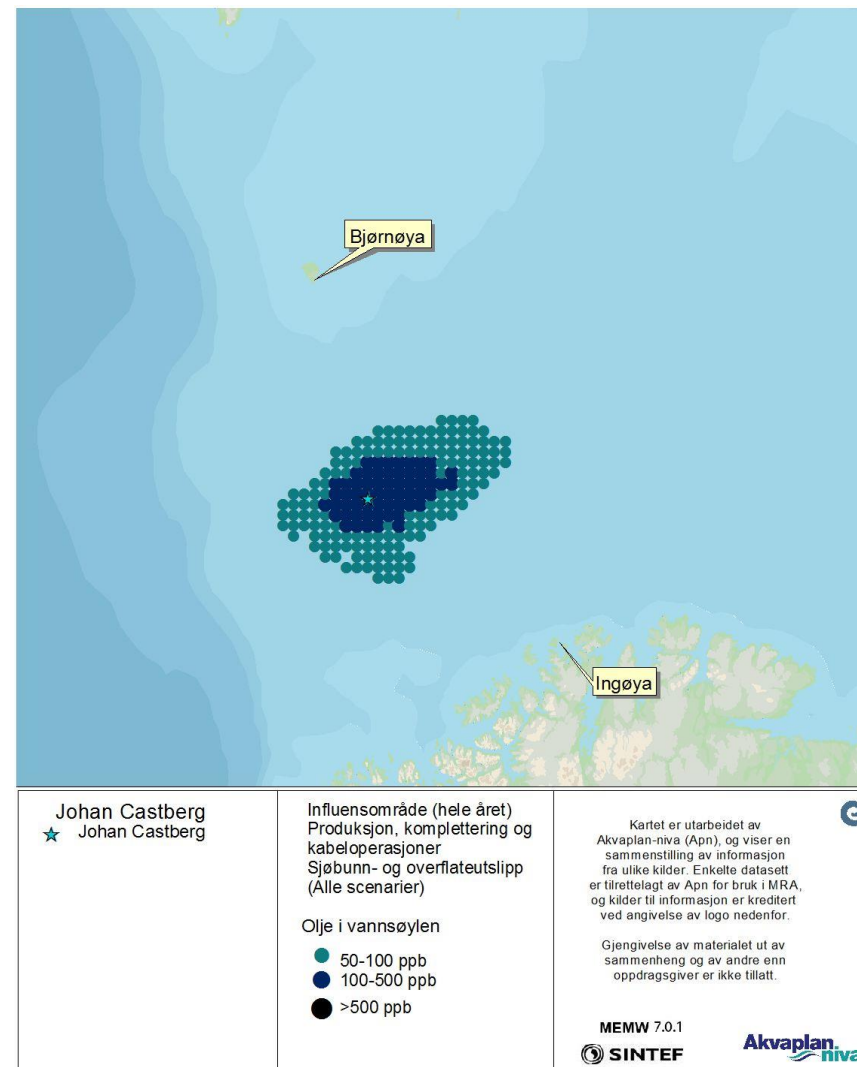 Bjørnøya
Ingøya
Johan Castberg
Johan Castberg
Influensområde (hele året)
Produksjon, komplettering og
kabeloperasjoner
Sjøbunn- og overflateutslipp
(Alle scenarier)
Olje i vannsøylen
50-100 ppb
100-500 ppb
>500 ppb
Kartet er utarbeidet av
Akvaplan-niva (Apn), og viser en
sammenstilling av informasjon
fra ulike kilder. Enkelte datasett
er tilrettelagt av Apn for bruk i MRA,
og kilder til informasjon er kreditert
ved angivelse av logo nedenfor.
Gjengivelse av materialet ut av
sammenheng og av andre enn
oppdragsgiver er ikke tillatt.
MEMW 7.0.1
SINTEF
Akvaplan
niva